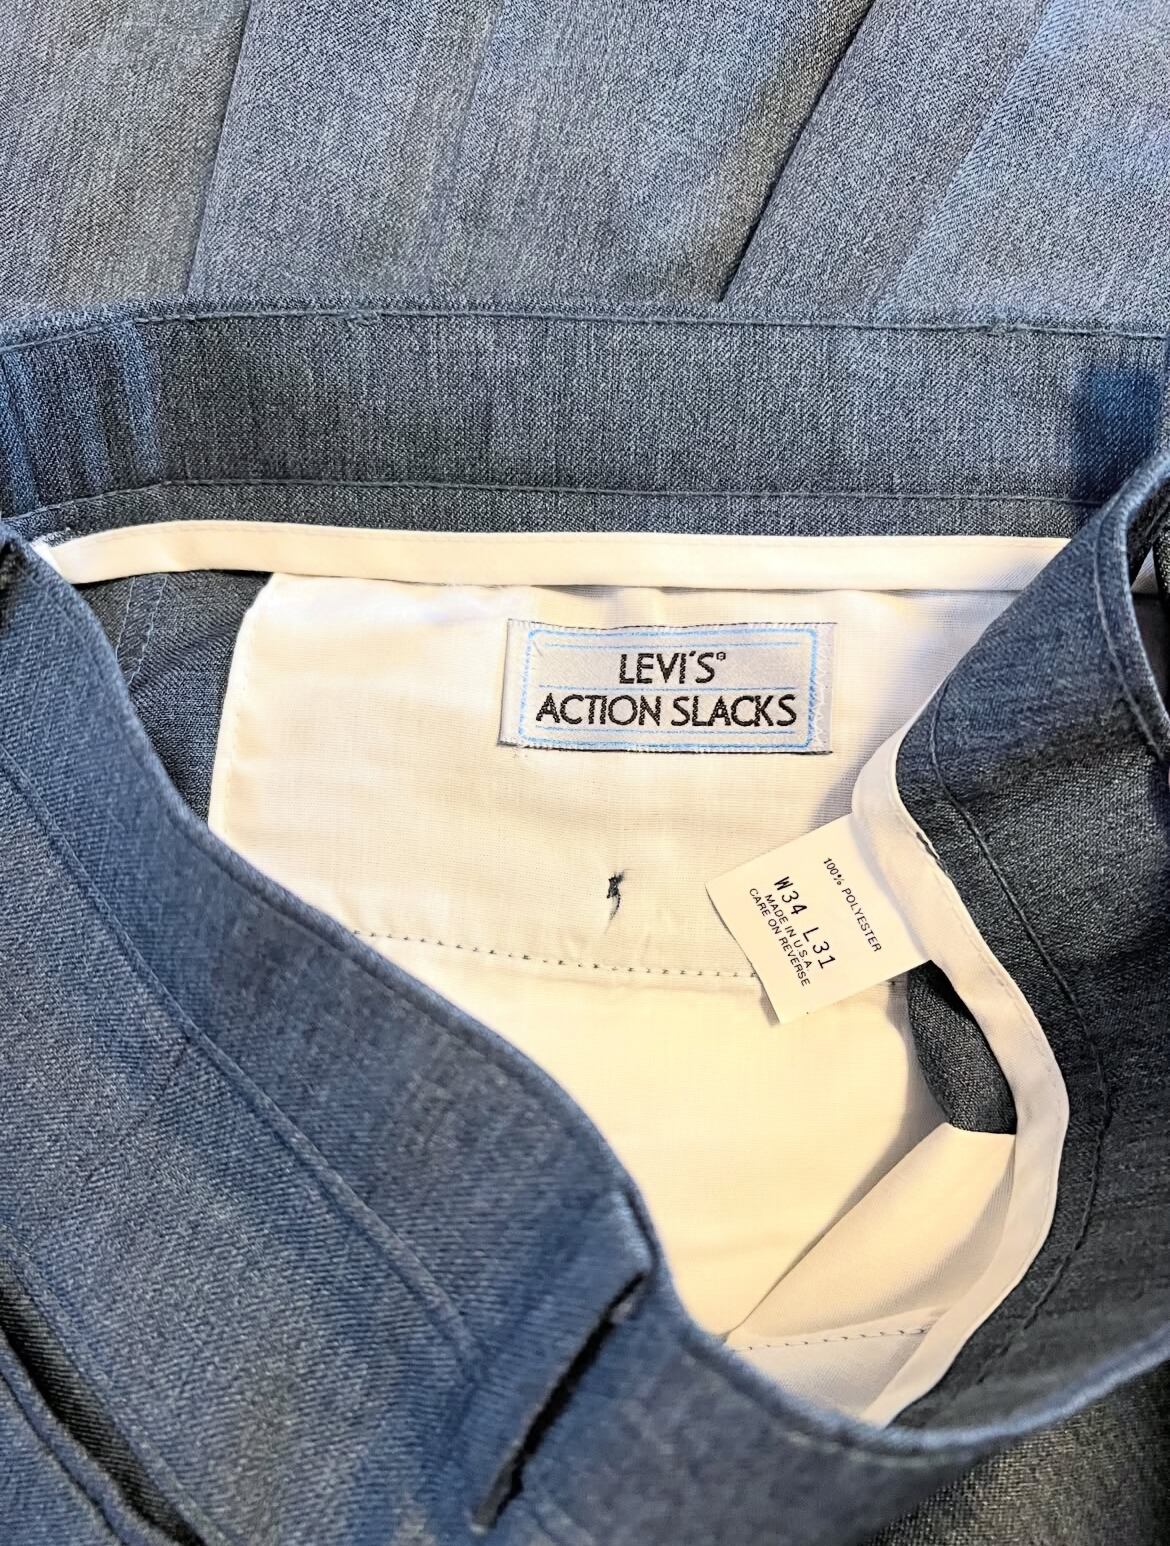 LEVI'S®
ACTION SLACKS
100% POLYESTER
W34 L31
MADE IN U.S.A
CARE ON REVERSE